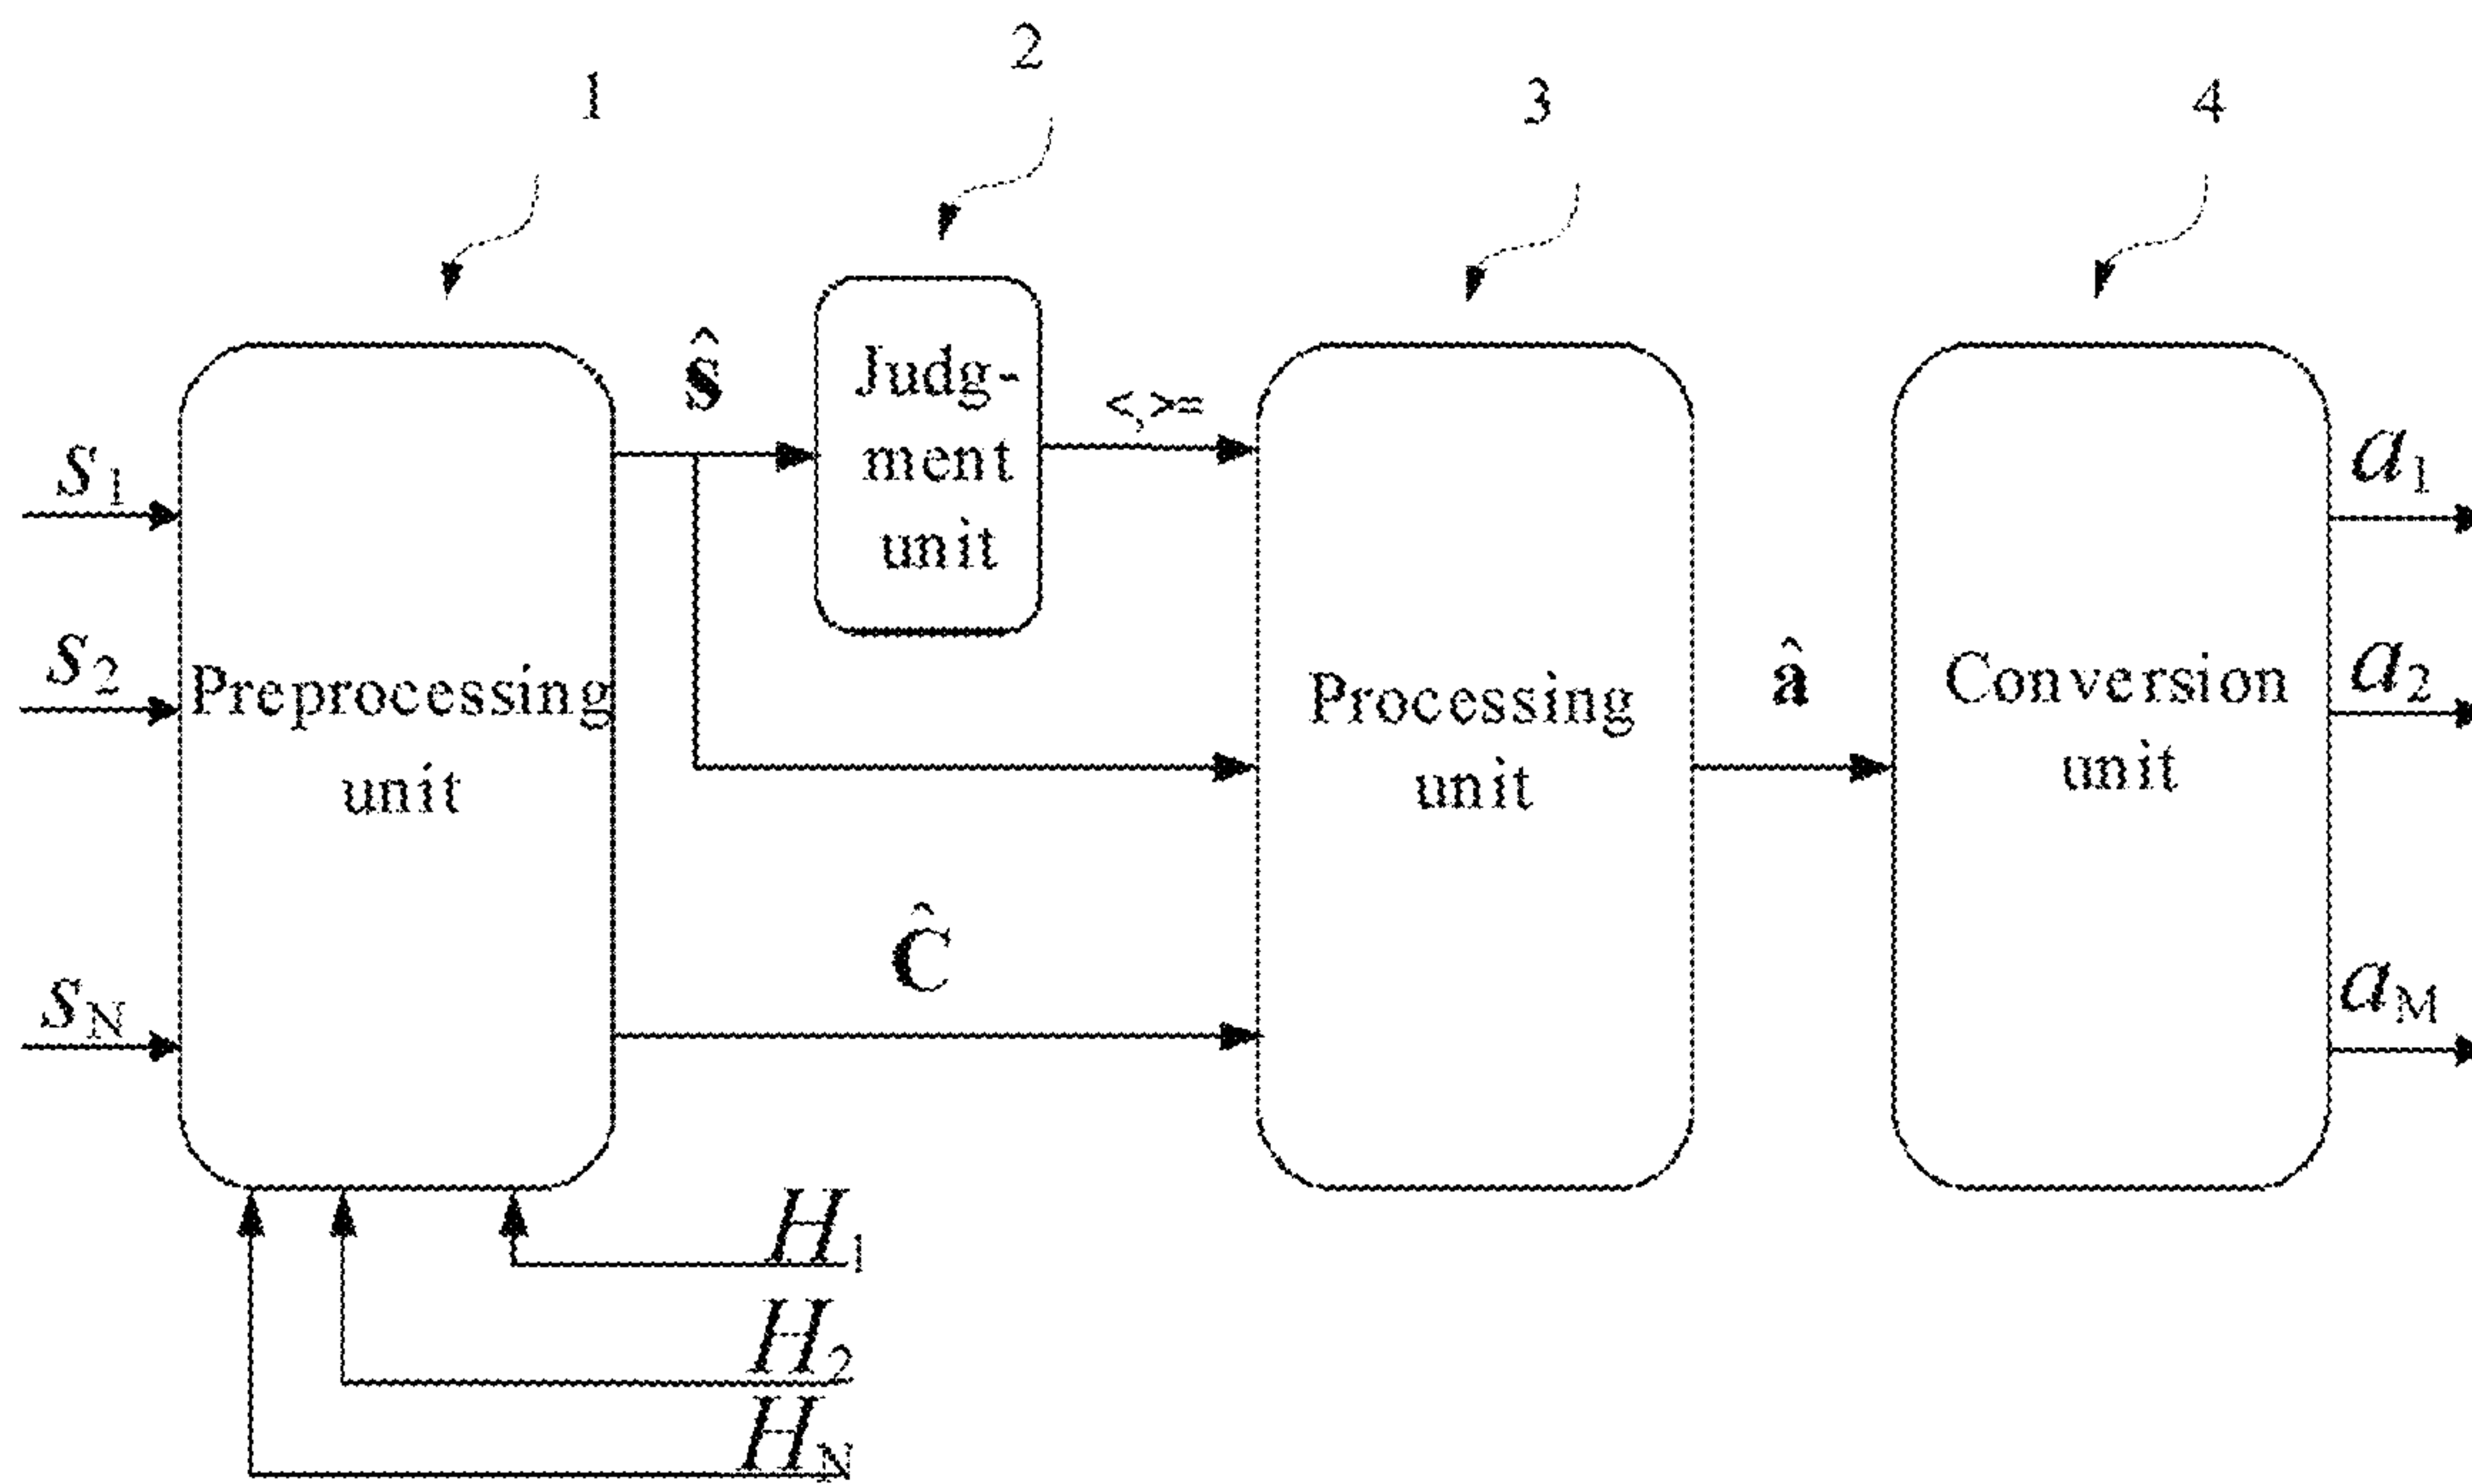 1
2
3
4
ŝ
Judg-
ment
unit
<,>=
s1
s2
sN
Preprocessing
unit
Ĉ
Processing
unit
â
Conversion
unit
a1
a2
aM
H1
H2
HN